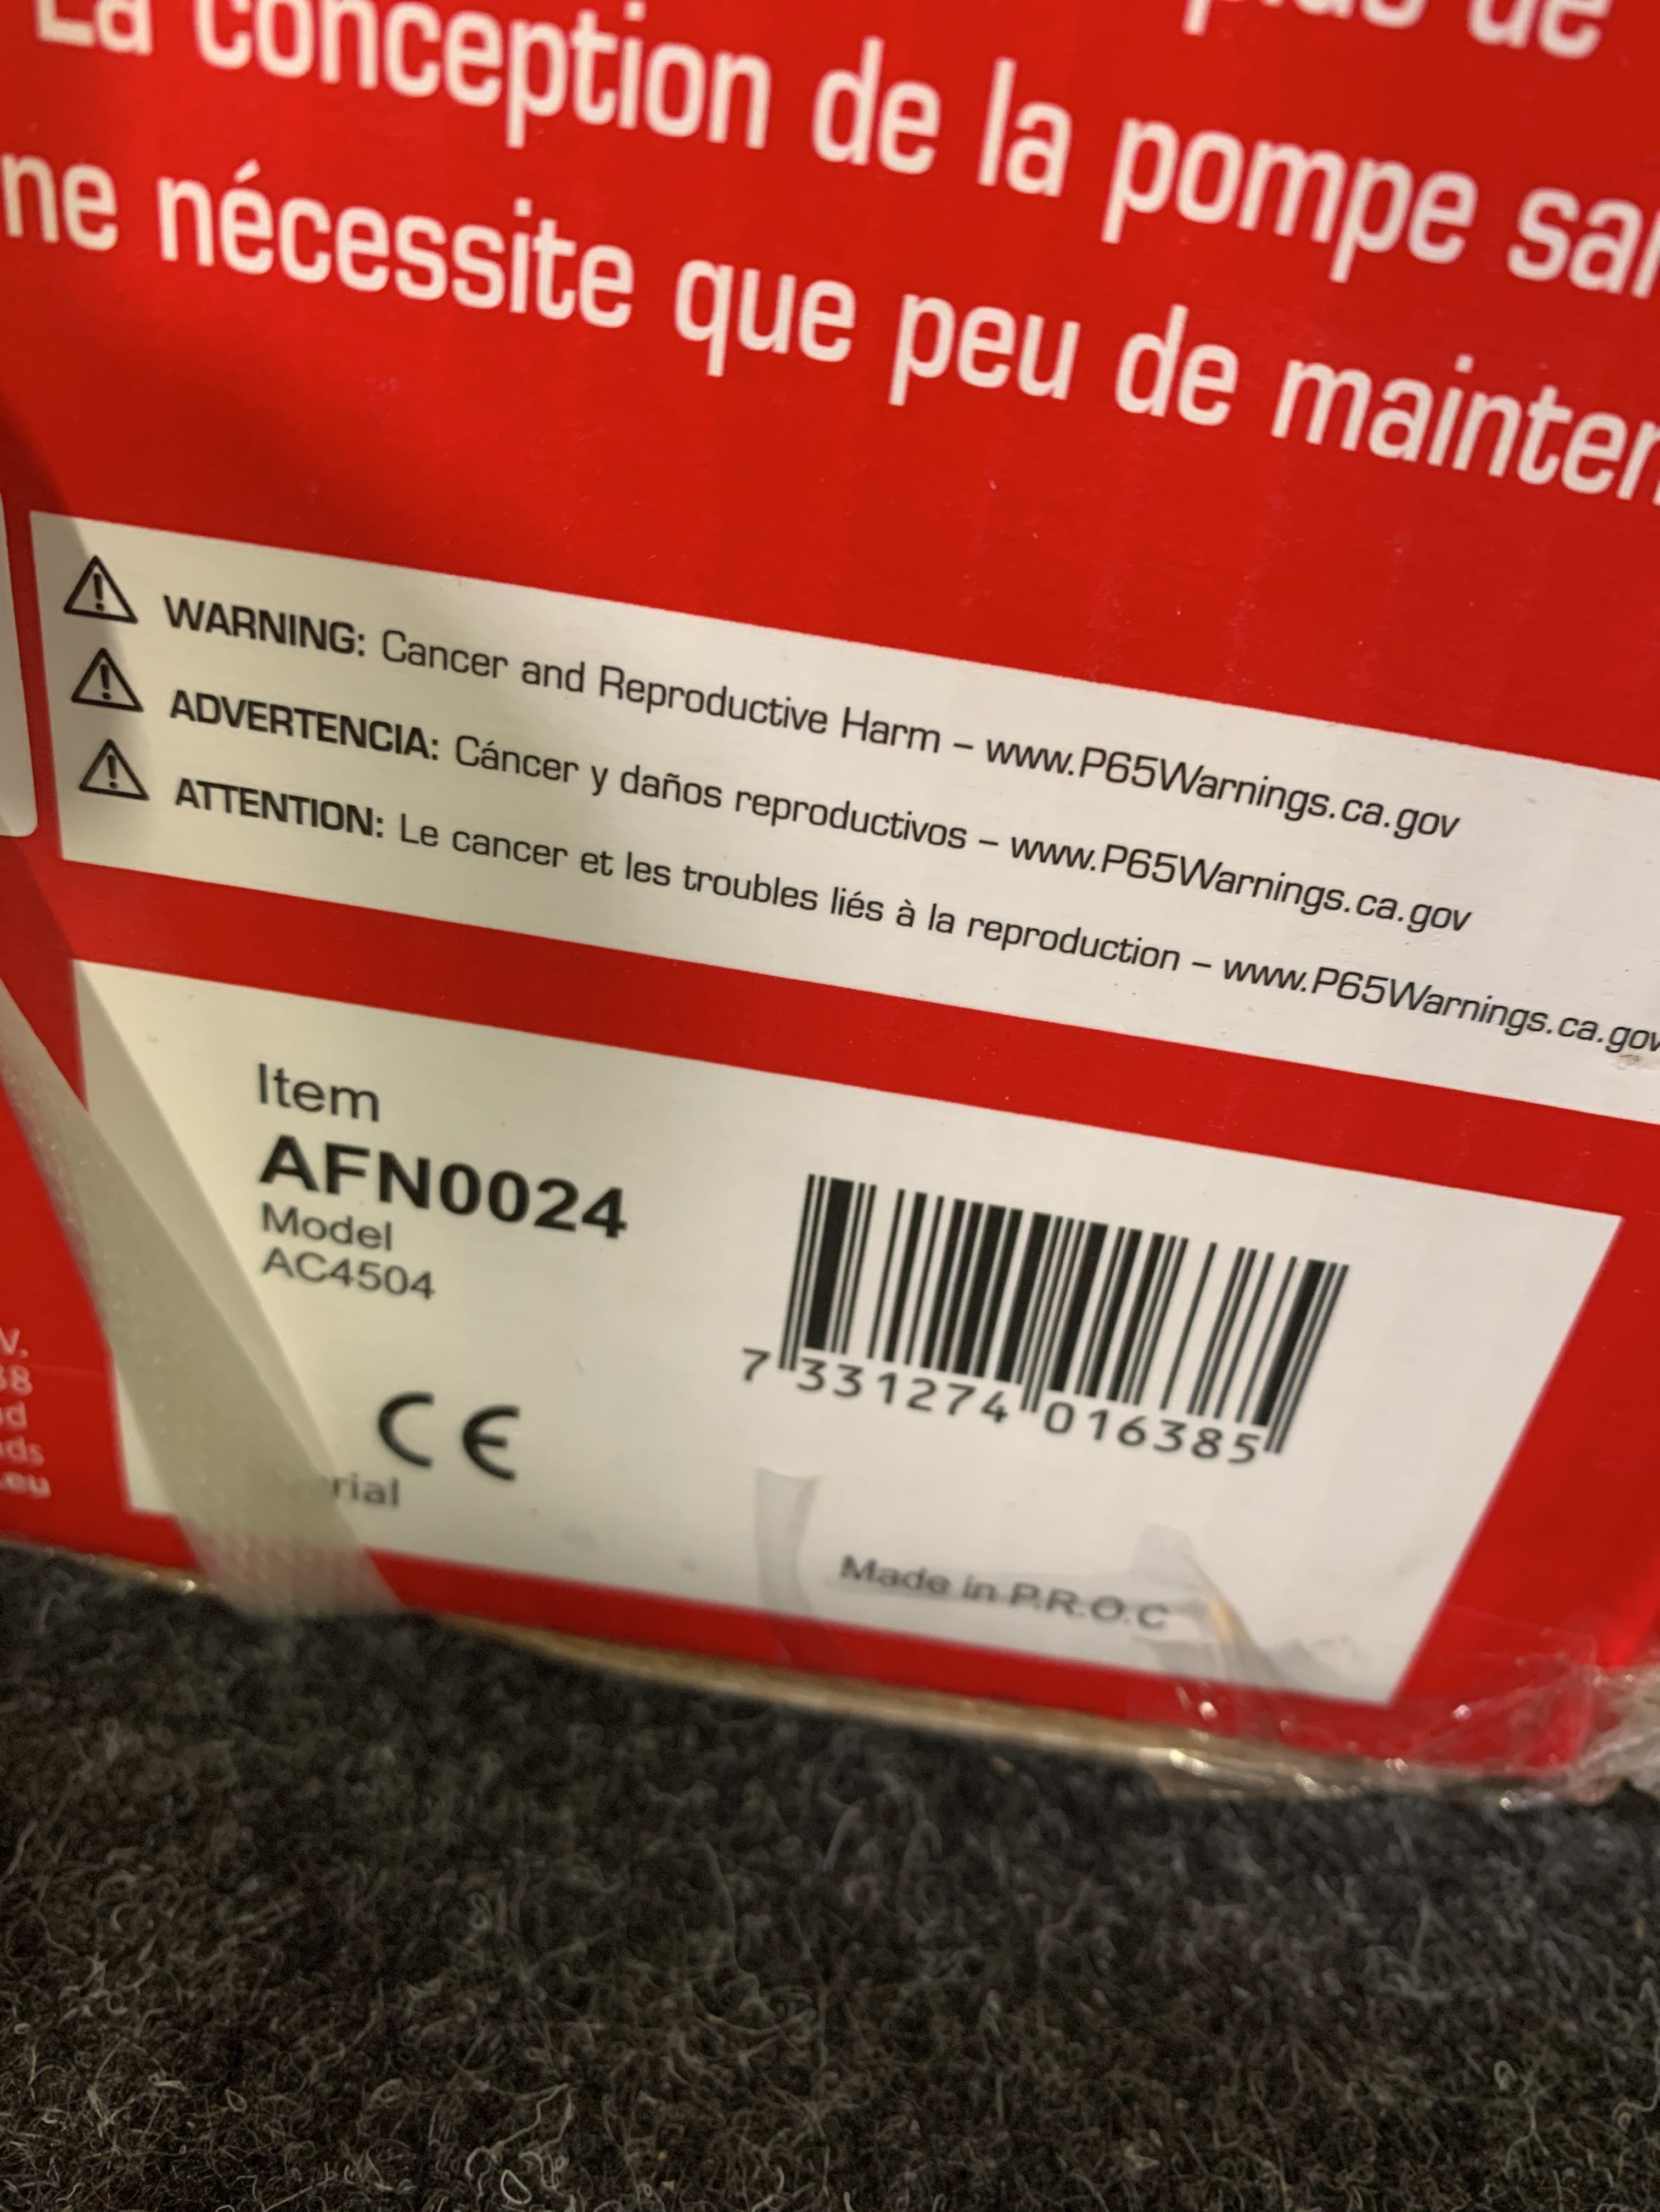 de
La conception de la pompe
ne nécessite que peu de
WARNING: Cancer and Reproductive Harm – www.P65Warnings.ca.gov
ADVERTENCIA: Cáncer y daños reproductivos – www.P65Warnings.ca.gov
ATTENTION: Le cancer et les troubles liés à la reproduction – www.P65Warnings.ca.gov
Item
AFN0024
Model
AC4504
7 331274 016385
CE
Made in P.R.O.C